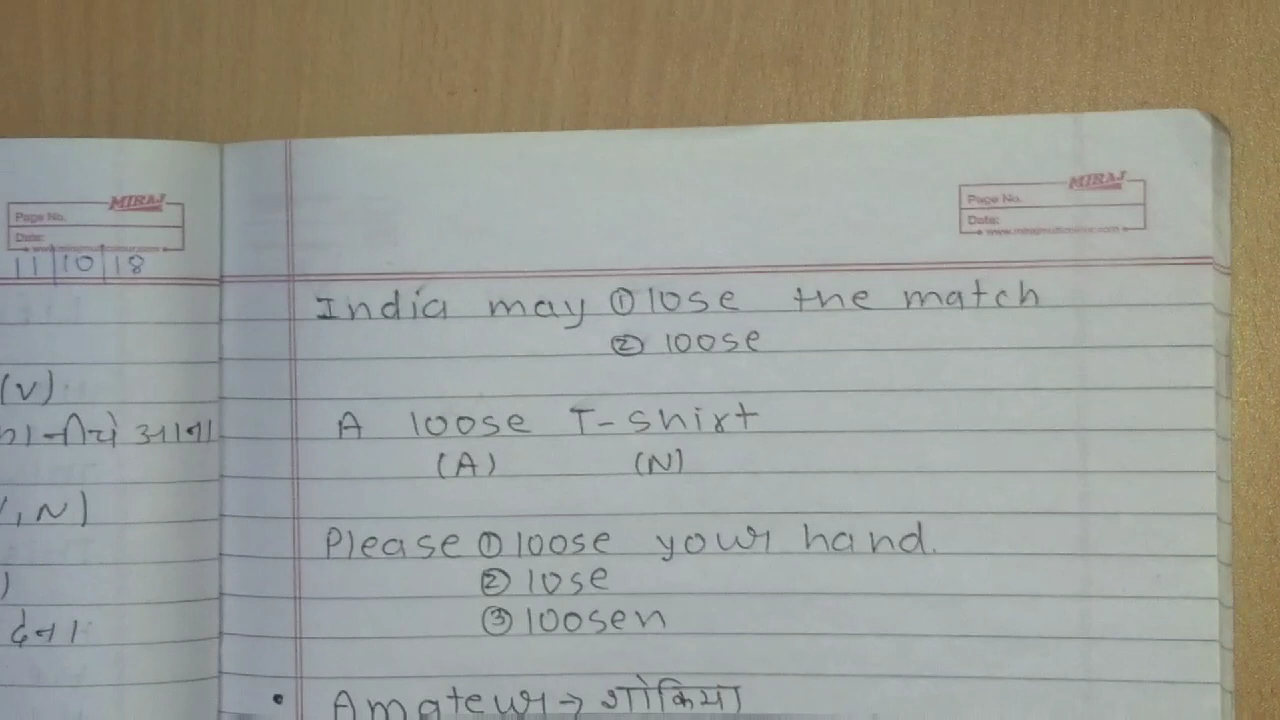 MIRAJ
Page No.
Date:
11/10/18
(V)
आना
, N)
)
देना
MIRAJ
Page No.
Date:
India may ① lose the match
② loose
A loose T-shirt
(A) (N)
Please ① loose your hand.
② lose
③ loosen
• Amateur → शौकिया